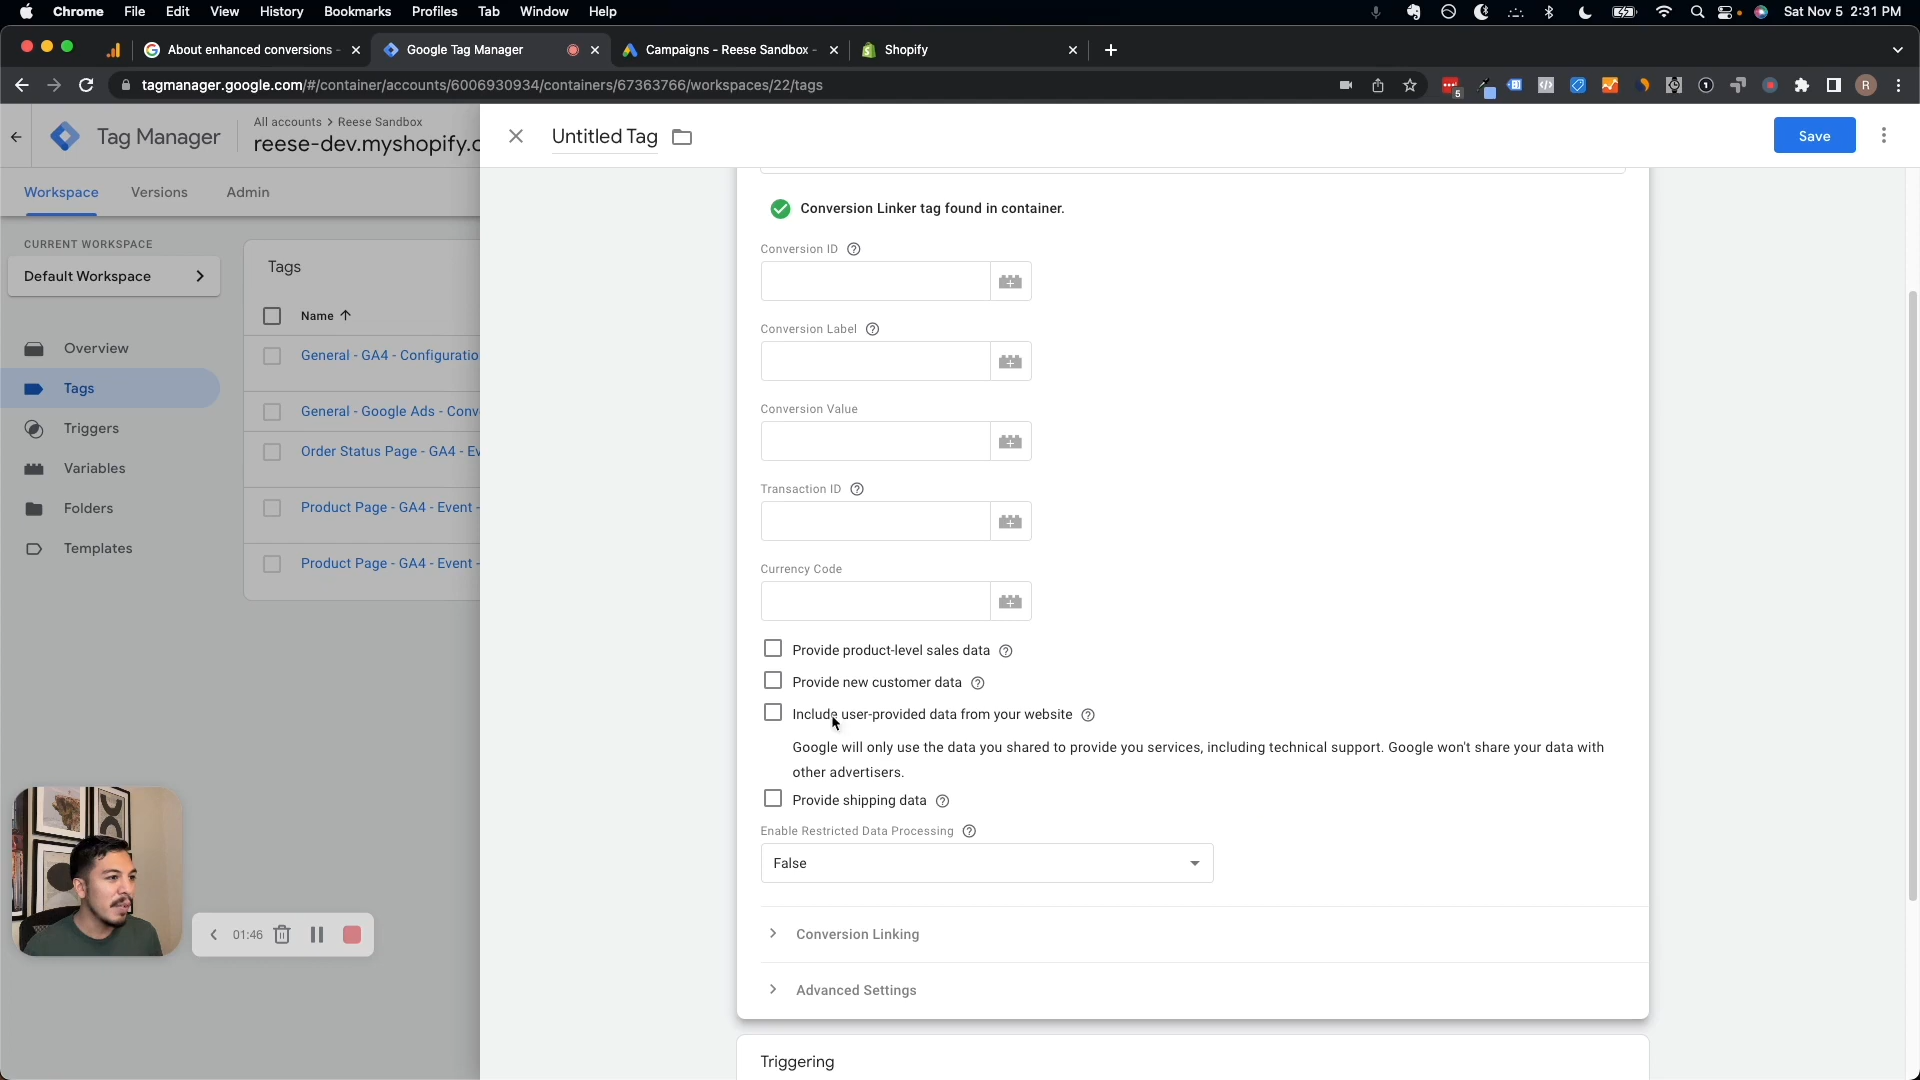 Chrome File Edit View History Bookmarks Profiles Tab Window Help Sat Nov 5 2:31 PM
About enhanced conversions - Google Tag Manager Campaigns - Reese Sandbox - Shopify
tagmanager.google.com/#/container/accounts/6006930934/containers/67363766/workspaces/22/tags
5
R
Tag Manager
All accounts > Reese Sandbox
reese-dev.myshopify.c
Untitled Tag
Save
Workspace Versions Admin
CURRENT WORKSPACE
Default Workspace
Overview
Tags
Triggers
Variables
Folders
Templates
Tags
Name
General - GA4 - Configuratio
General - Google Ads - Conv
Order Status Page - GA4 - Ev
Product Page - GA4 - Event -
Product Page - GA4 - Event -
01:46
Conversion Linker tag found in container.
Conversion ID
Conversion Label
Conversion Value
Transaction ID
Currency Code
Provide product-level sales data
Provide new customer data
Include user-provided data from your website
Google will only use the data you shared to provide you services, including technical support. Google won't share your data with
other advertisers.
Provide shipping data
Enable Restricted Data Processing
False
Conversion Linking
Advanced Settings
Triggering